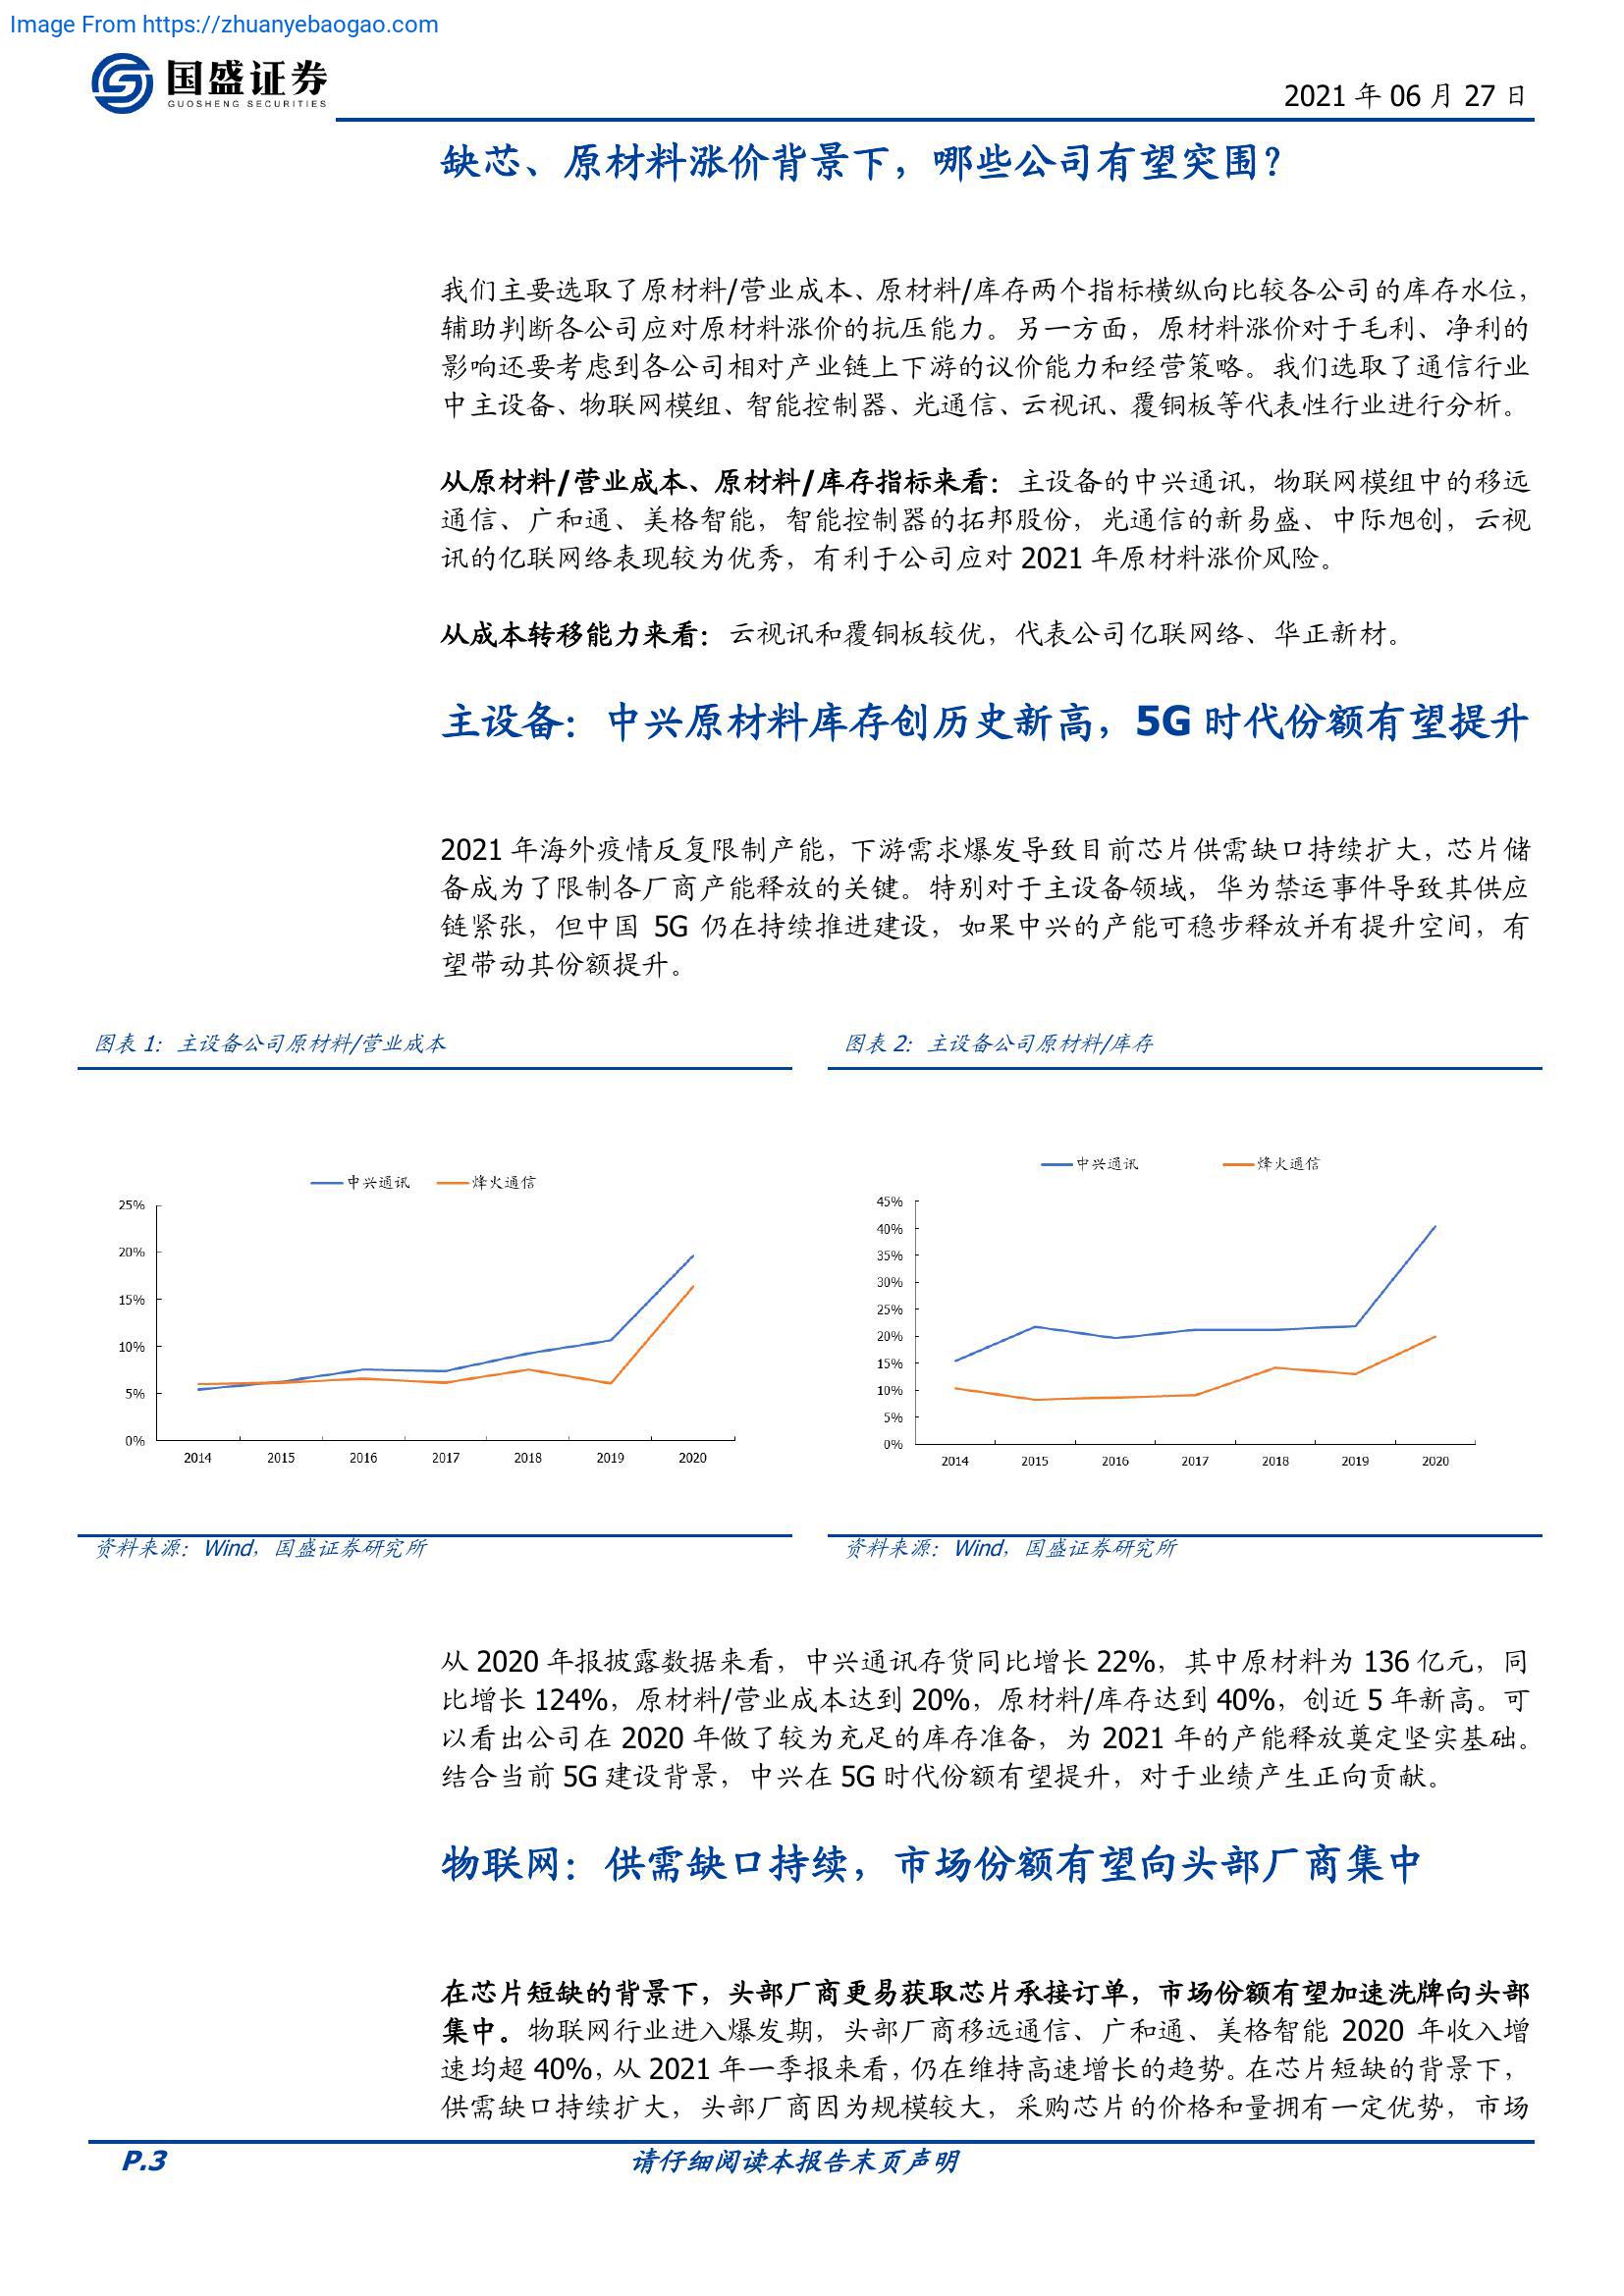 Image From https://zhuanyebaogao.com
国盛证券
GUOSHENG SECURITIES
2021 年 06 月 27 日
缺芯、原材料涨价背景下，哪些公司有望突围？
我们主要选取了原材料/营业成本、原材料/库存两个指标横纵向比较各公司的库存水位，
辅助判断各公司应对原材料涨价的抗压能力。另一方面，原材料涨价对于毛利、净利的
影响还要考虑到各公司相对产业链上下游的议价能力和经营策略。我们选取了通信行业
中主设备、物联网模组、智能控制器、光通信、云视讯、覆铜板等代表性行业进行分析。
从原材料/营业成本、原材料/库存指标来看：主设备的中兴通讯，物联网模组中的移远
通信、广和通、美格智能，智能控制器的拓邦股份，光通信的新易盛、中际旭创，云视
讯的亿联网络表现较为优秀，有利于公司应对 2021 年原材料涨价风险。
从成本转移能力来看：云视讯和覆铜板较优，代表公司亿联网络、华正新材。
主设备：中兴原材料库存创历史新高，5G 时代份额有望提升
2021 年海外疫情反复限制产能，下游需求爆发导致目前芯片供需缺口持续扩大，芯片储
备成为了限制各厂商产能释放的关键。特别对于主设备领域，华为禁运事件导致其供应
链紧张，但中国 5G 仍在持续推进建设，如果中兴的产能可稳步释放并有提升空间，有
望带动其份额提升。
图表 1：主设备公司原材料/营业成本
中兴通讯 烽火通信
25%
20%
15%
10%
5%
0%
2014 2015 2016 2017 2018 2019 2020
资料来源：Wind，国盛证券研究所
图表 2：主设备公司原材料/库存
中兴通讯 烽火通信
45%
40%
35%
30%
25%
20%
15%
10%
5%
0%
2014 2015 2016 2017 2018 2019 2020
资料来源：Wind，国盛证券研究所
从 2020 年报披露数据来看，中兴通讯存货同比增长 22%，其中原材料为 136 亿元，同
比增长 124%，原材料/营业成本达到 20%，原材料/库存达到 40%，创近 5 年新高。可
以看出公司在 2020 年做了较为充足的库存准备，为 2021 年的产能释放奠定坚实基础。
结合当前 5G 建设背景，中兴在 5G 时代份额有望提升，对于业绩产生正向贡献。
物联网：供需缺口持续，市场份额有望向头部厂商集中
在芯片短缺的背景下，头部厂商更易获取芯片承接订单，市场份额有望加速洗牌向头部
集中。物联网行业进入爆发期，头部厂商移远通信、广和通、美格智能 2020 年收入增
速均超 40%，从 2021 年一季报来看，仍在维持高速增长的趋势。在芯片短缺的背景下，
供需缺口持续扩大，头部厂商因为规模较大，采购芯片的价格和量拥有一定优势，市场
P.3
请仔细阅读本报告末页声明